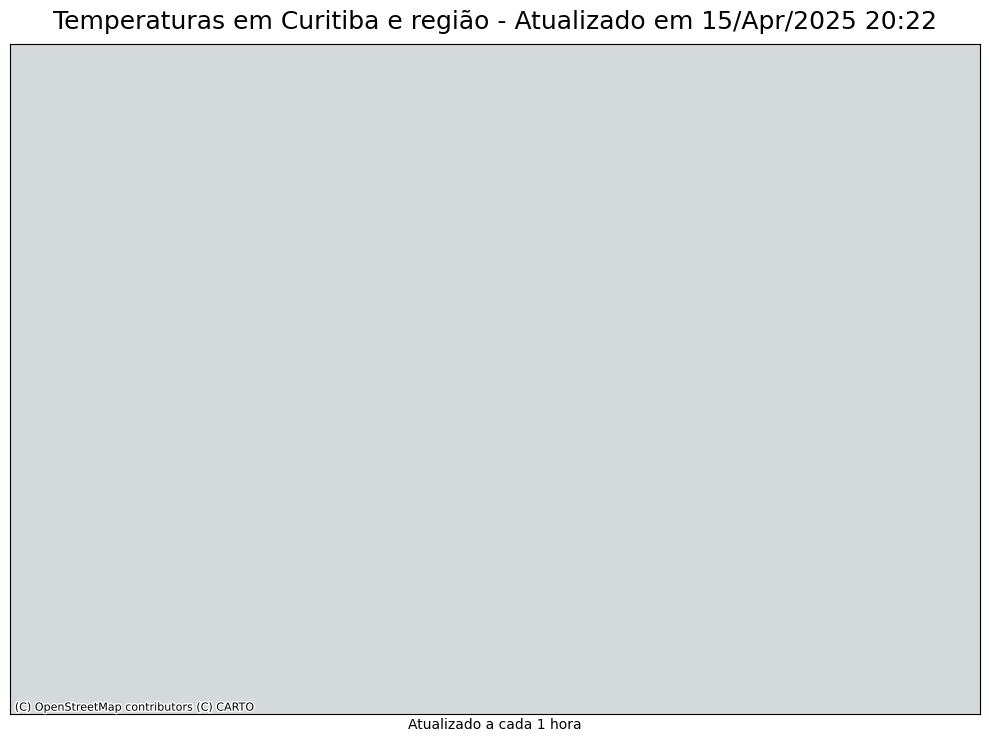 Temperaturas em Curitiba e região - Atualizado em 15/Apr/2025 20:22
(C) OpenStreetMap contributors (C) CARTO
Atualizado a cada 1 hora